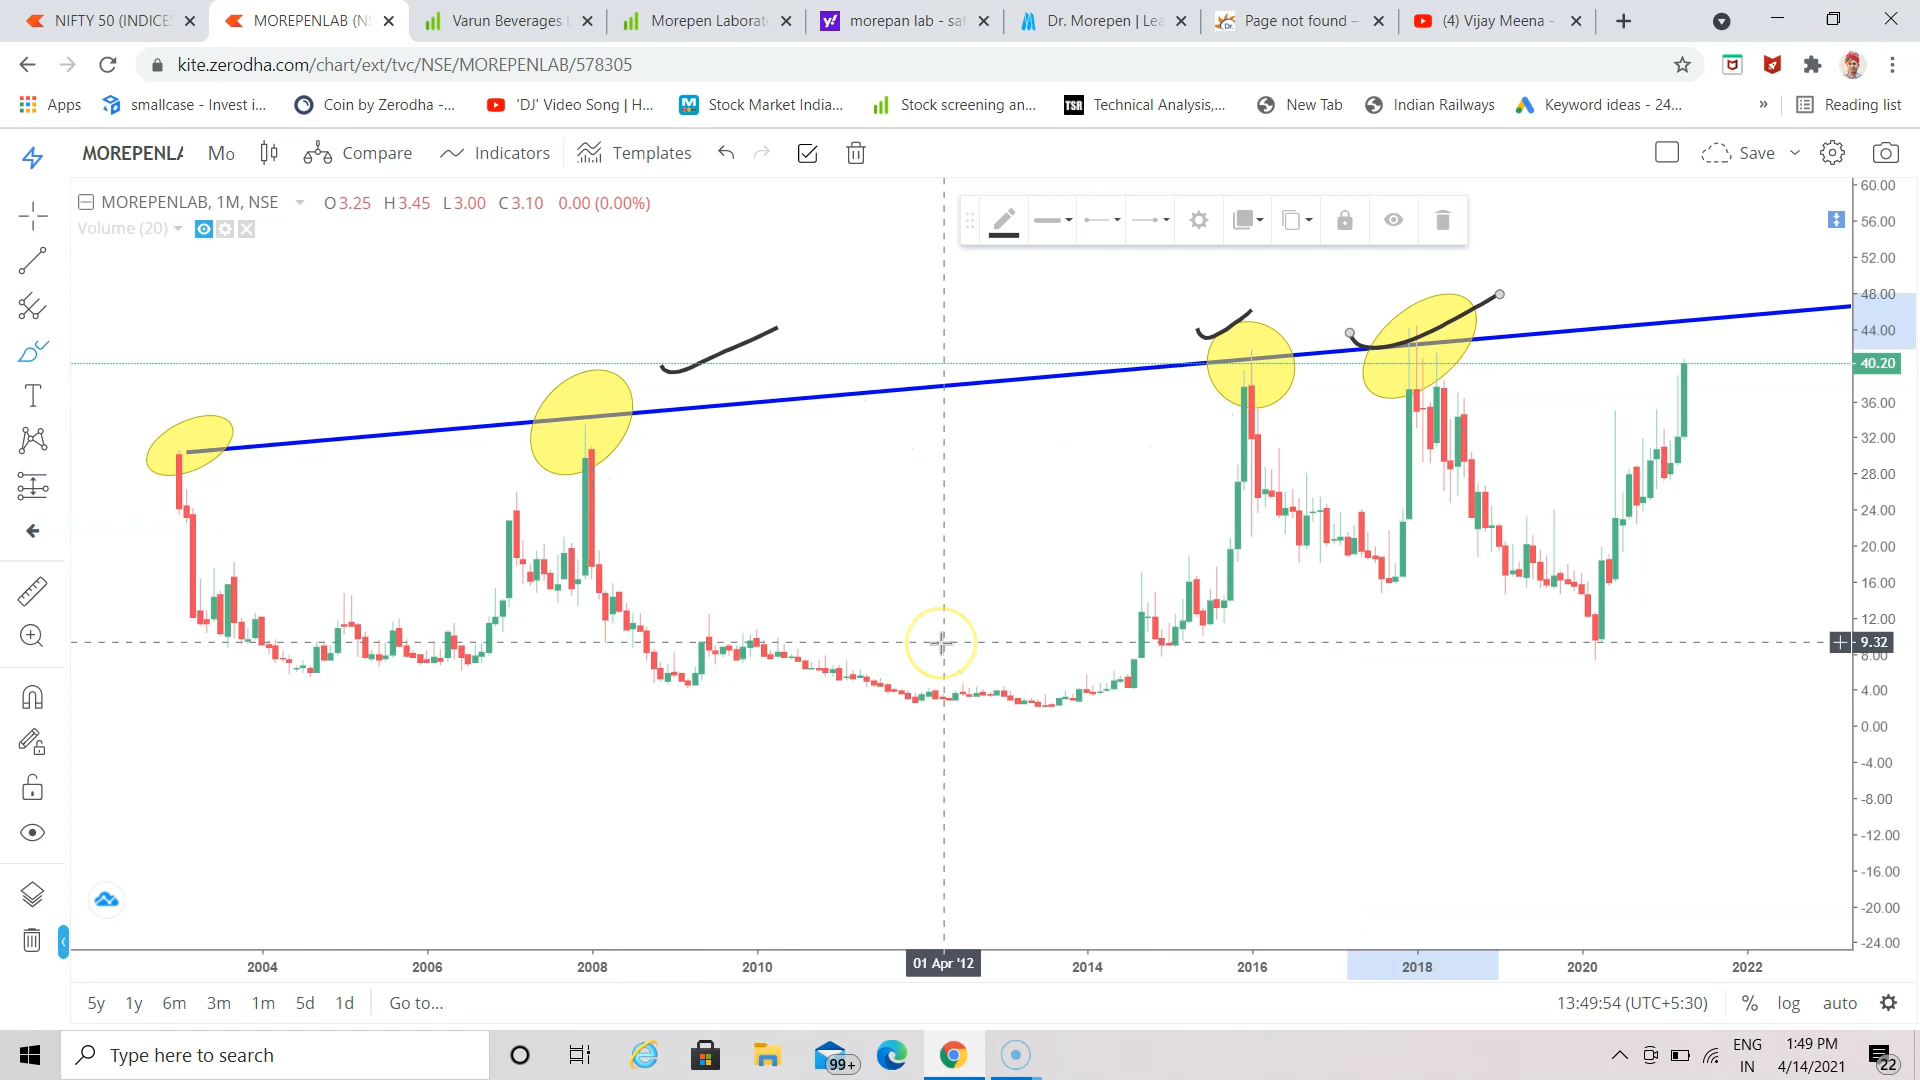 NIFTY 50 (INDICES
MOREPENLAB (NS
Varun Beverages L
Morepen Laborato
morepan lab - saf
Dr. Morepen | Lea
Page not found –
(4) Vijay Meena -
kite.zerodha.com/chart/ext/tvc/NSE/MOREPENLAB/578305
Apps
smallcase - Invest i...
Coin by Zerodha -...
'DJ' Video Song | H...
Stock Market India...
Stock screening an...
TSR
Technical Analysis,...
New Tab
Indian Railways
Keyword ideas - 24...
»
Reading list
MOREPENLA
Mo
Compare
Indicators
Templates
Save
MOREPENLAB, 1M, NSE
O3.25 H3.45 L3.00 C3.10 0.00 (0.00%)
Volume (20)
60.00
56.00
52.00
48.00
44.00
40.20
36.00
32.00
28.00
24.00
20.00
16.00
12.00
9.32
8.00
4.00
0.00
-4.00
-8.00
-12.00
-16.00
-20.00
-24.00
2004
2006
2008
2010
01 Apr '12
2014
2016
2018
2020
2022
5y 1y 6m 3m 1m 5d 1d Go to...
13:49:54 (UTC+5:30)
% log auto
Type here to search
99+
ENG
IN
1:49 PM
4/14/2021
22